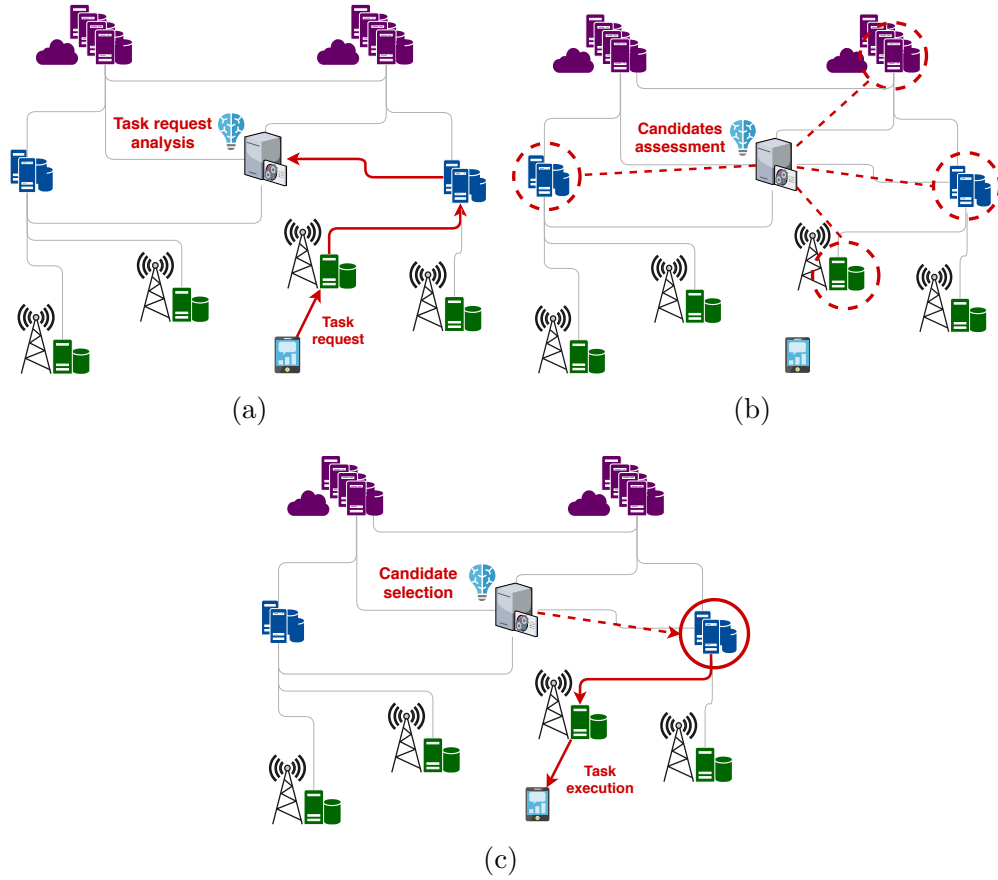 Task request
analysis
Task
request
(a)
Candidates
assessment
(b)
Candidate
selection
Task
execution
(c)